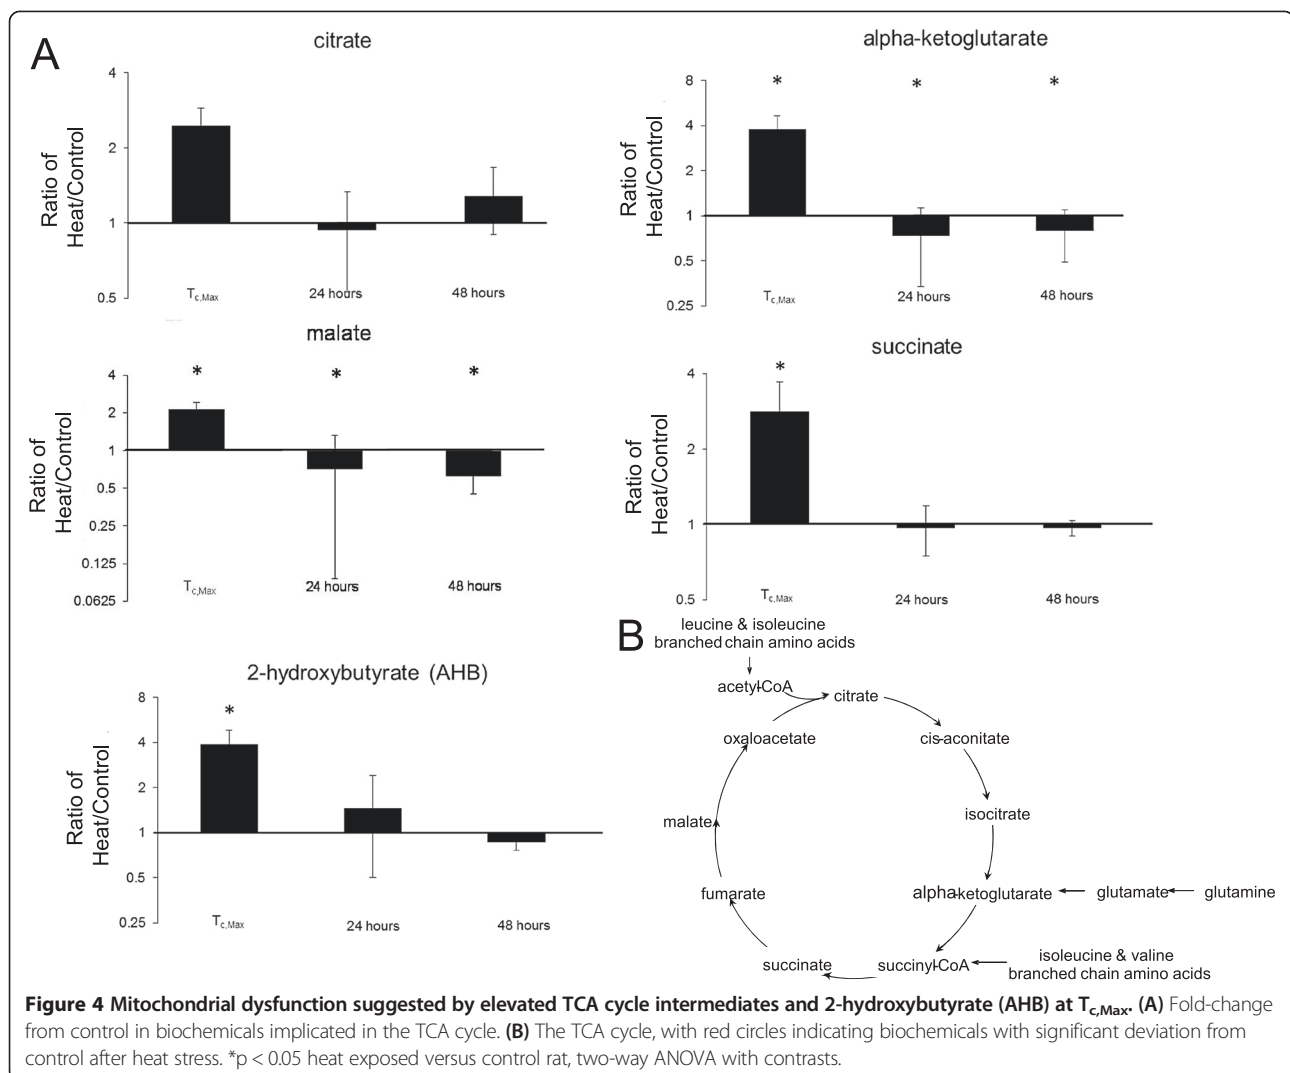 A
citrate
Ratio of
Heat/Control
4
2
1
0.5
Tc,Max
24 hours
48 hours
alpha-ketoglutarate
Ratio of
Heat/Control
8
4
2
1
0.5
0.25
* * *
Tc,Max
24 hours
48 hours
malate
Ratio of
Heat/Control
4
2
1
0.5
0.25
0.125
0.0625
* * *
Tc,Max
24 hours
48 hours
succinate
Ratio of
Heat/Control
4
2
1
0.5
*
Tc,Max
24 hours
48 hours
2-hydroxybutyrate (AHB)
Ratio of
Heat/Control
8
4
2
1
0.5
0.25
*
Tc,Max
24 hours
48 hours
B
leucine & isoleucine
branched chain amino acids
acetyl-CoA
citrate
oxaloacetate
cis-aconitate
malate
isocitrate
fumarate
alpha-ketoglutarate
glutamate
glutamine
succinate
succinyl-CoA
isoleucine & valine
branched chain amino acids
Figure 4 Mitochondrial dysfunction suggested by elevated TCA cycle intermediates and 2-hydroxybutyrate (AHB) at Tc,Max. (A) Fold-change
from control in biochemicals implicated in the TCA cycle. (B) The TCA cycle, with red circles indicating biochemicals with significant deviation from
control after heat stress. *p < 0.05 heat exposed versus control rat, two-way ANOVA with contrasts.